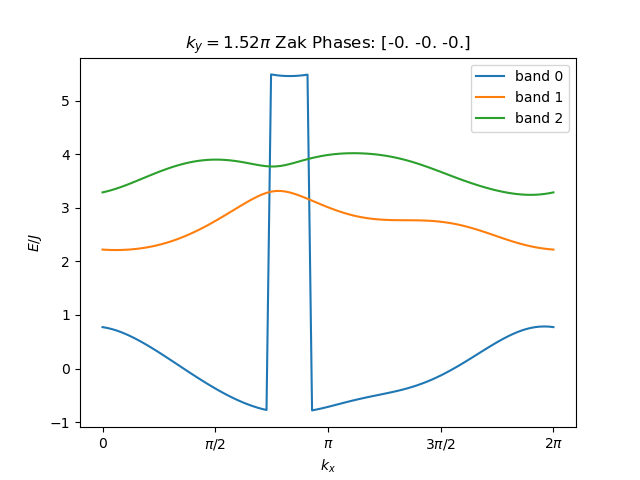 k_y = 1.52π Zak Phases: [-0. -0. -0.]
band 0
band 1
band 2
E/J
5
4
3
2
1
0
−1
0
π/2
π
3π/2
2π
k_x